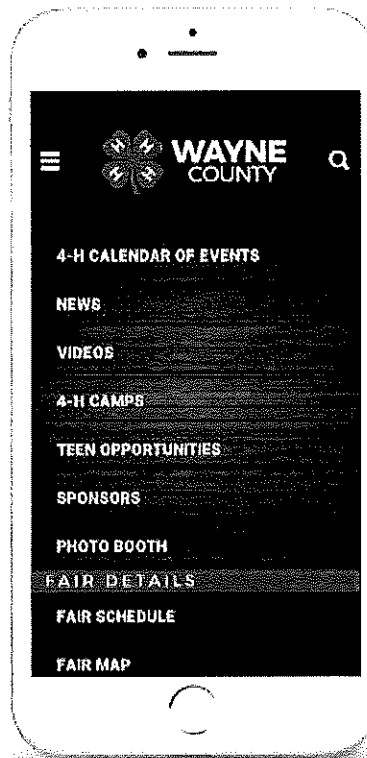 H H
WAYNE
COUNTY
H H
4-H CALENDAR OF EVENTS
NEWS
VIDEOS
4-H CAMPS
TEEN OPPORTUNITIES
SPONSORS
PHOTO BOOTH
FAIR DETAILS
FAIR SCHEDULE
FAIR MAP